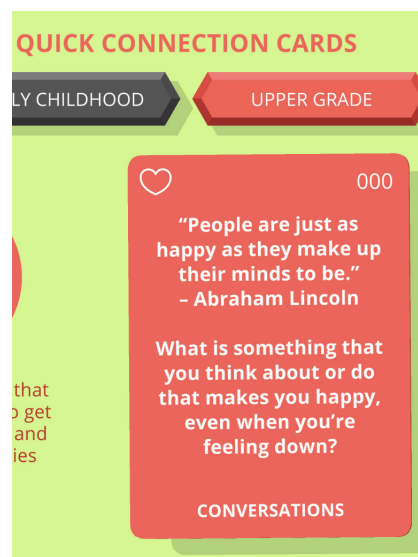 QUICK CONNECTION CARDS
LY CHILDHOOD
UPPER GRADE
000
“People are just as
happy as they make up
their minds to be.”
– Abraham Lincoln
What is something that
you think about or do
that makes you happy,
even when you’re
feeling down?
CONVERSATIONS
that
o get
and
ies